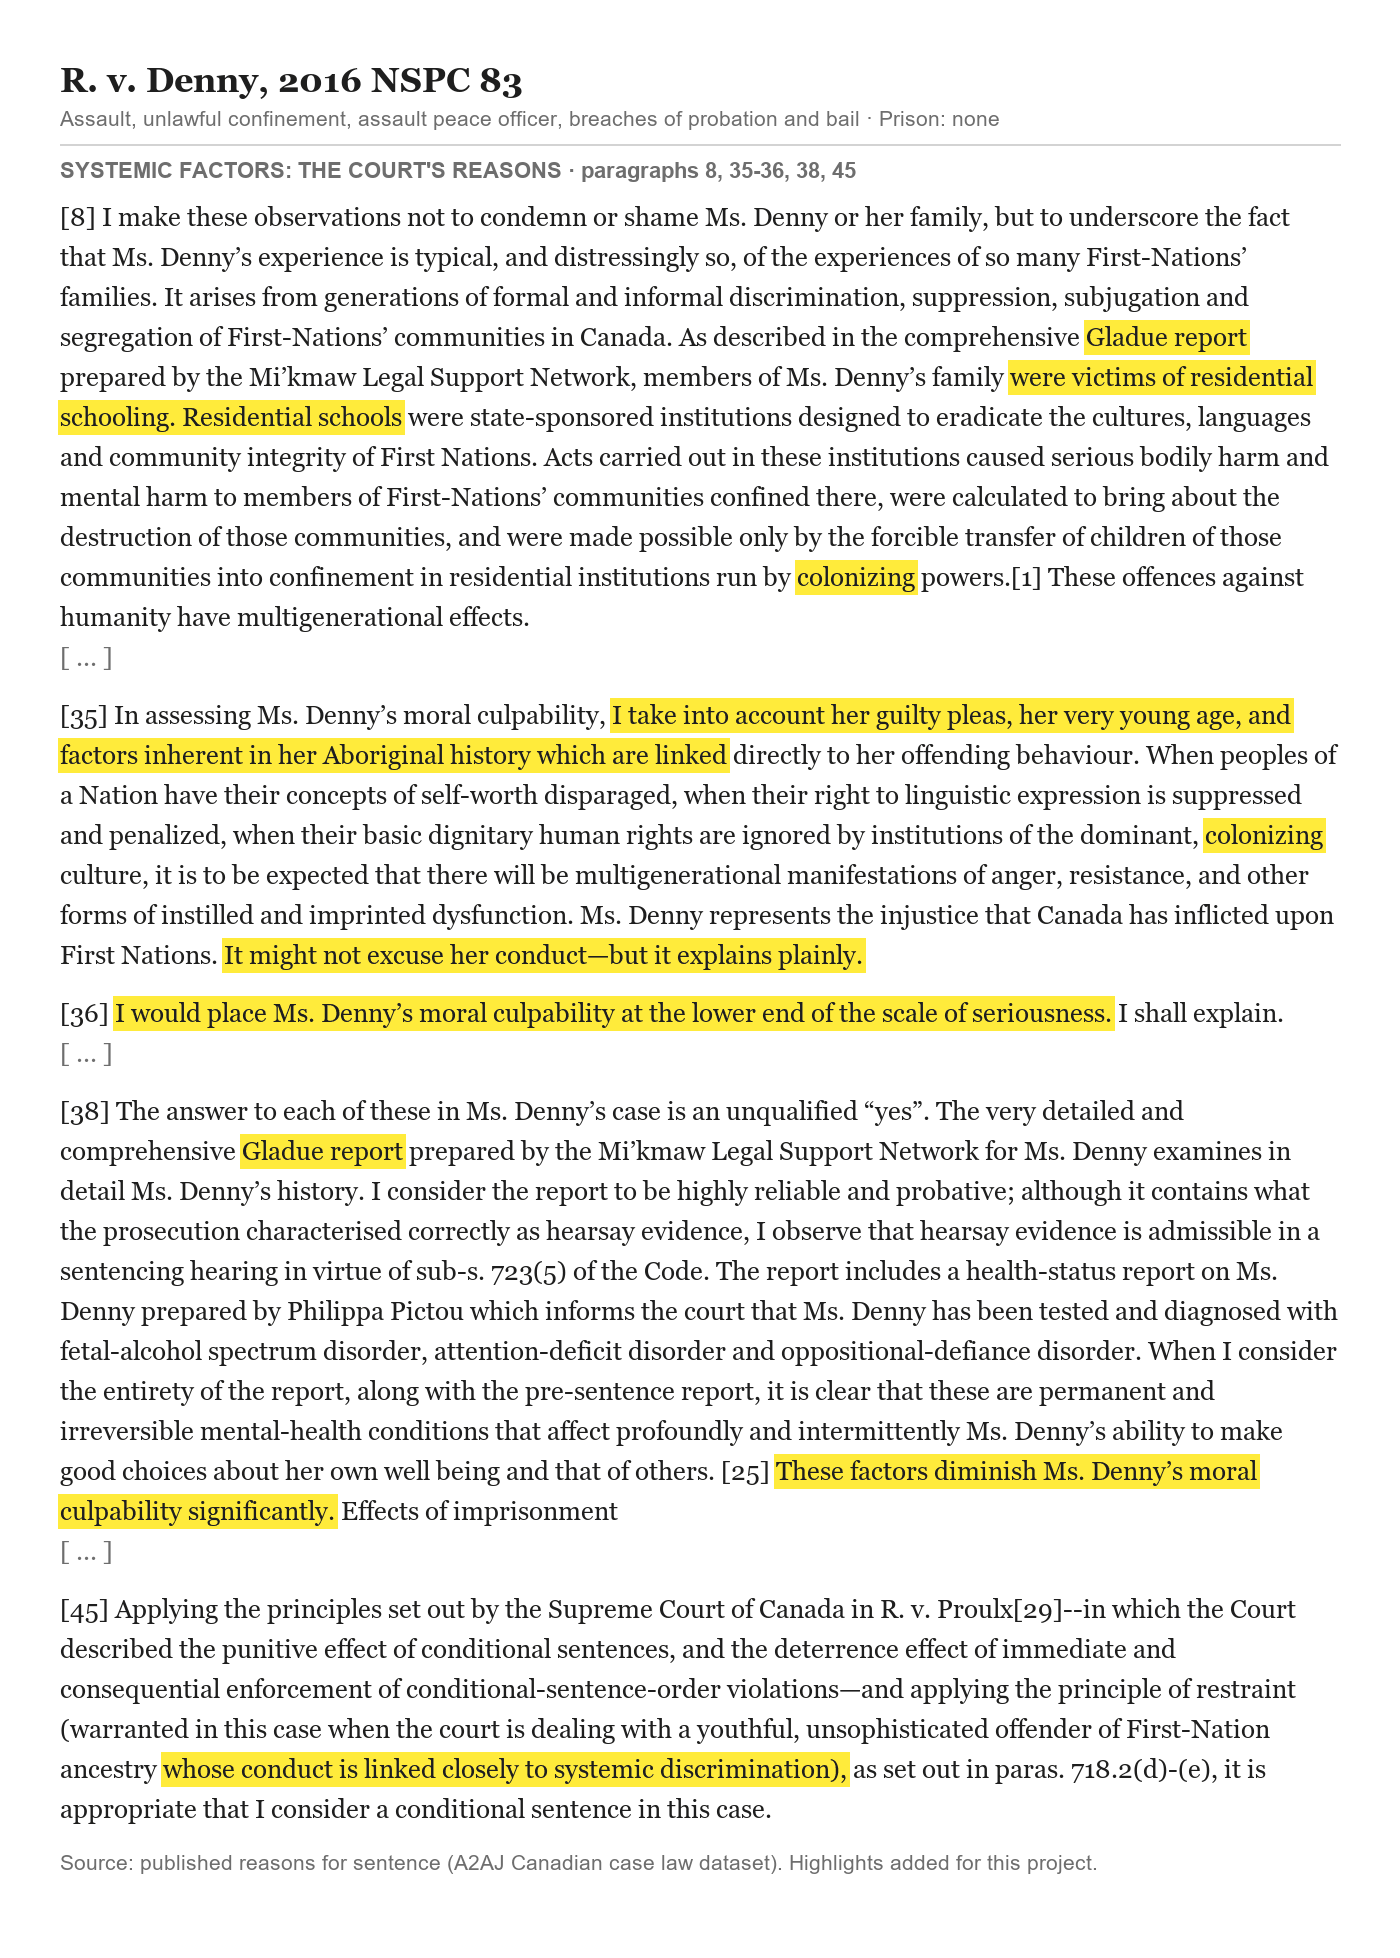 R. v. Denny, 2016 NSPC 83
Assault, unlawful confinement, assault peace officer, breaches of probation and bail · Prison: none
SYSTEMIC FACTORS: THE COURT'S REASONS · paragraphs 8, 35-36, 38, 45
[8] I make these observations not to condemn or shame Ms. Denny or her family, but to underscore the fact
that Ms. Denny’s experience is typical, and distressingly so, of the experiences of so many First-Nations’
families. It arises from generations of formal and informal discrimination, suppression, subjugation and
segregation of First-Nations’ communities in Canada. As described in the comprehensive Gladue report
prepared by the Mi’kmaw Legal Support Network, members of Ms. Denny’s family were victims of residential
schooling. Residential schools were state-sponsored institutions designed to eradicate the cultures, languages
and community integrity of First Nations. Acts carried out in these institutions caused serious bodily harm and
mental harm to members of First-Nations’ communities confined there, were calculated to bring about the
destruction of those communities, and were made possible only by the forcible transfer of children of those
communities into confinement in residential institutions run by colonizing powers.[1] These offences against
humanity have multigenerational effects.
[ ... ]
[35] In assessing Ms. Denny’s moral culpability, I take into account her guilty pleas, her very young age, and
factors inherent in her Aboriginal history which are linked directly to her offending behaviour. When peoples of
a Nation have their concepts of self-worth disparaged, when their right to linguistic expression is suppressed
and penalized, when their basic dignitary human rights are ignored by institutions of the dominant, colonizing
culture, it is to be expected that there will be multigenerational manifestations of anger, resistance, and other
forms of instilled and imprinted dysfunction. Ms. Denny represents the injustice that Canada has inflicted upon
First Nations. It might not excuse her conduct—but it explains plainly.
[36] I would place Ms. Denny’s moral culpability at the lower end of the scale of seriousness. I shall explain.
[ ... ]
[38] The answer to each of these in Ms. Denny’s case is an unqualified “yes”. The very detailed and
comprehensive Gladue report prepared by the Mi’kmaw Legal Support Network for Ms. Denny examines in
detail Ms. Denny’s history. I consider the report to be highly reliable and probative; although it contains what
the prosecution characterised correctly as hearsay evidence, I observe that hearsay evidence is admissible in a
sentencing hearing in virtue of sub-s. 723(5) of the Code. The report includes a health-status report on Ms.
Denny prepared by Philippa Pictou which informs the court that Ms. Denny has been tested and diagnosed with
fetal-alcohol spectrum disorder, attention-deficit disorder and oppositional-defiance disorder. When I consider
the entirety of the report, along with the pre-sentence report, it is clear that these are permanent and
irreversible mental-health conditions that affect profoundly and intermittently Ms. Denny’s ability to make
good choices about her own well being and that of others. [25] These factors diminish Ms. Denny’s moral
culpability significantly. Effects of imprisonment
[ ... ]
[45] Applying the principles set out by the Supreme Court of Canada in R. v. Proulx[29]--in which the Court
described the punitive effect of conditional sentences, and the deterrence effect of immediate and
consequential enforcement of conditional-sentence-order violations—and applying the principle of restraint
(warranted in this case when the court is dealing with a youthful, unsophisticated offender of First-Nation
ancestry whose conduct is linked closely to systemic discrimination), as set out in paras. 718.2(d)-(e), it is
appropriate that I consider a conditional sentence in this case.
Source: published reasons for sentence (A2AJ Canadian case law dataset). Highlights added for this project.